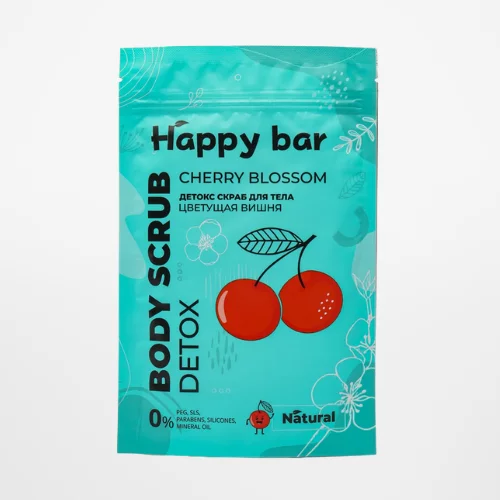 Happy bar
CHERRY BLOSSOM
ДЕТОКС СКРАБ ДЛЯ ТЕЛА
ЦВЕТУЩАЯ ВИШНЯ
BODY SCRUB
DETOX
0% PEG, SLS,
PARABENS, SILICONES,
MINERAL OIL
Natural